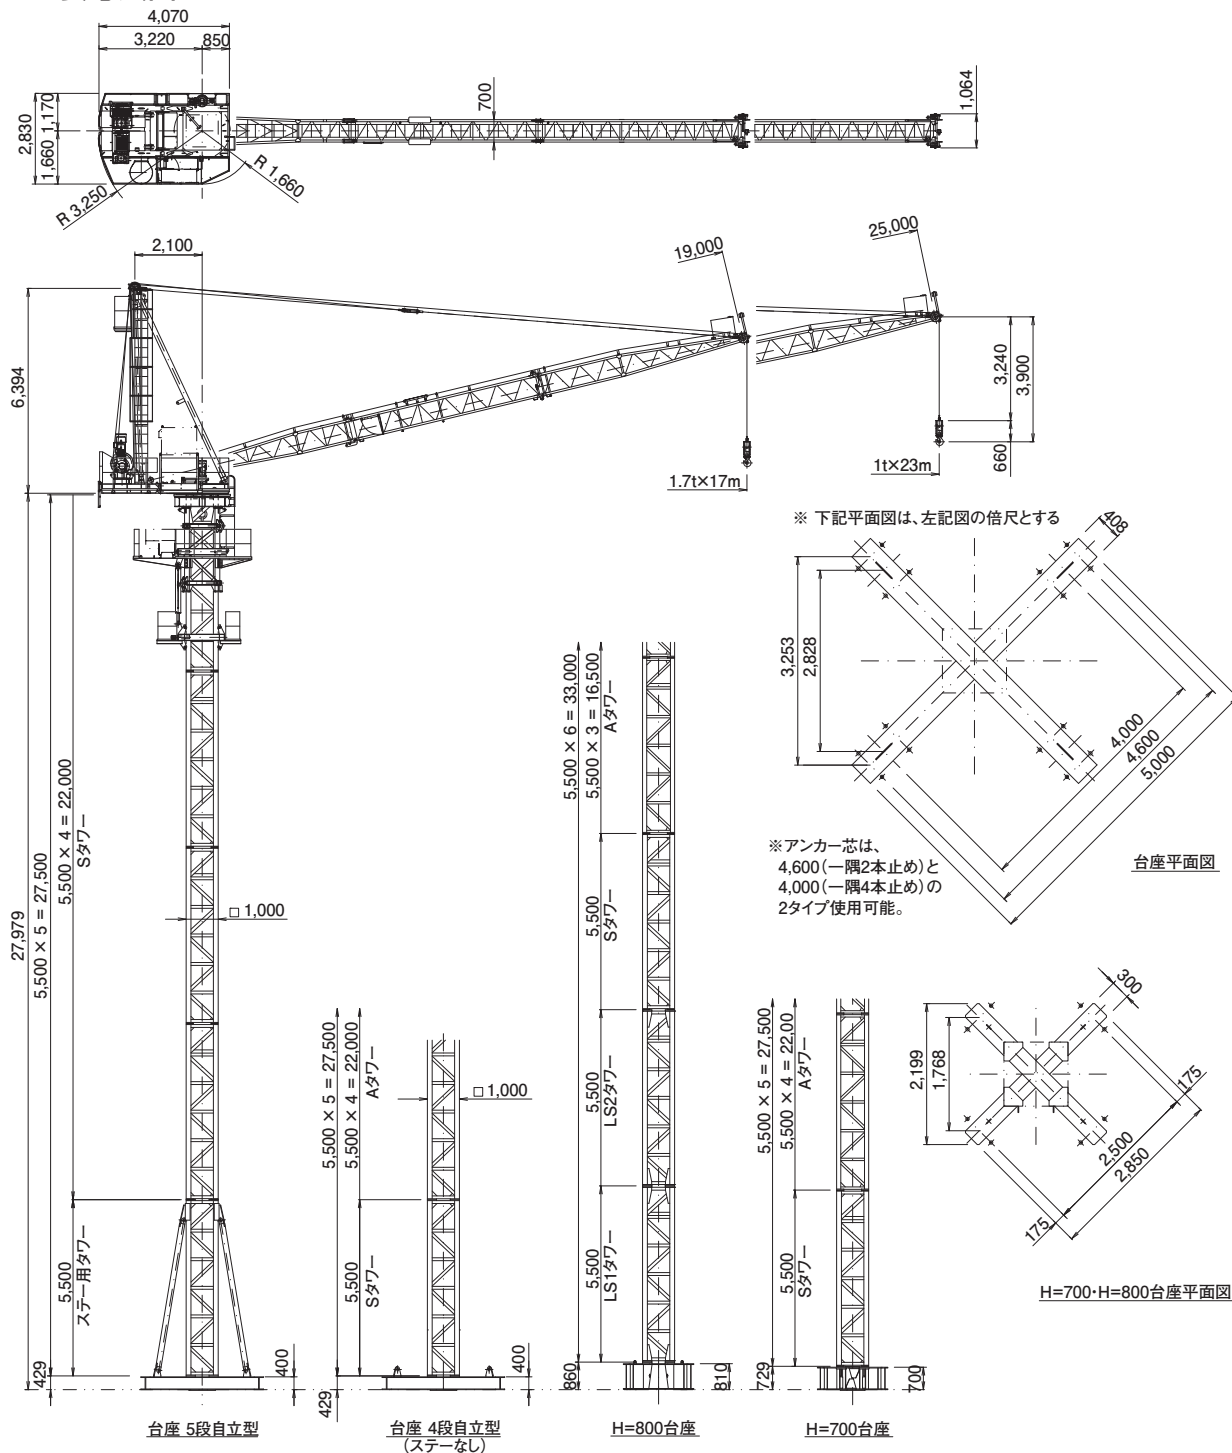 4,070
3,220
850
2,830
1,170
1,660
R 3,250
R 1,660
700
1,064
2,100
19,000
25,000
6,394
3,240
3,900
660
1.7t×17m
1t×23m
※ 下記平面図は、左記図の倍尺とする
408
3,253
2,828
4,000
4,600
5,000
台座平面図
※アンカー芯は、
4,600(一隅2本止め)と
4,000(一隅4本止め)の
2タイプ使用可能。
27,979
5,500 × 5 = 27,500
5,500 × 4 = 22,000
Sタワー
□1,000
5,500
ステー用タワー
429
400
台座 5段自立型
5,500 × 5 = 27,500
5,500 × 4 = 22,000
Aタワー
□1,000
5,500
Sタワー
429
400
台座 4段自立型
(ステーなし)
5,500 × 6 = 33,000
5,500 × 3 = 16,500
Aタワー
5,500
Sタワー
5,500
LS2タワー
5,500
LS1タワー
860
810
H=800台座
5,500 × 5 = 27,500
5,500 × 4 = 22,00
Aタワー
5,500
Sタワー
729
700
H=700台座
300
2,199
1,768
175
2,500
2,850
175
H=700・H=800台座平面図